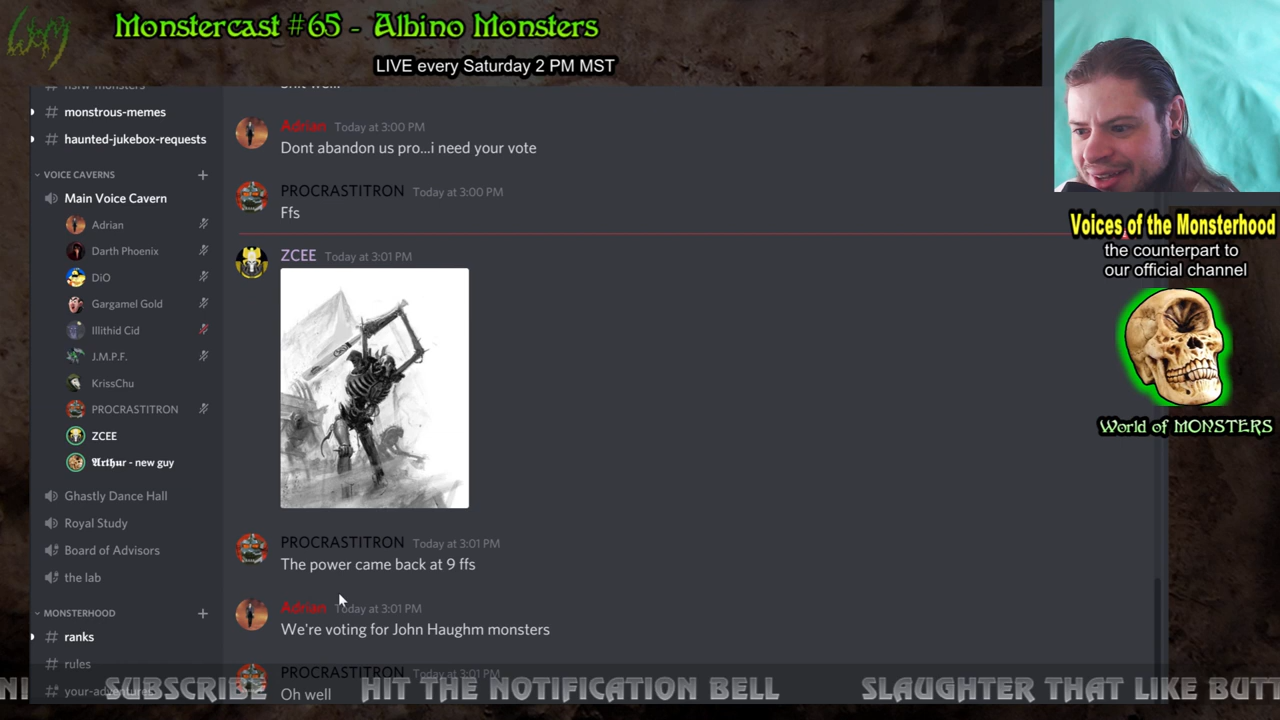 Monstercast #65 - Albino Monsters
LIVE every Saturday 2 PM MST
monstrous-memes
haunted-jukebox-requests
VOICE CAVERNS
Main Voice Cavern
Adrian
Darth Phoenix
DiO
Gargamel Gold
Illithid Cid
J.M.P.F.
KrissChu
PROCRASTITRON
ZCEE
𝕬𝖗𝖙𝖍𝖚𝖗 - new guy
Ghastly Dance Hall
Royal Study
Board of Advisors
the lab
MONSTERHOOD
ranks
rules
Adrian Today at 3:00 PM
Dont abandon us pro...i need your vote
PROCRASTITRON Today at 3:00 PM
Ffs
ZCEE Today at 3:01 PM
PROCRASTITRON Today at 3:01 PM
The power came back at 9 ffs
Adrian Today at 3:01 PM
We're voting for John Haughm monsters
PROCRASTITRON Today at 3:01 PM
Oh well
Voices of the Monsterhood
the counterpart to
our official channel
World of MONSTERS
SUBSCRIBE HIT THE NOTIFICATION BELL SLAUGHTER THAT LIKE BUTT